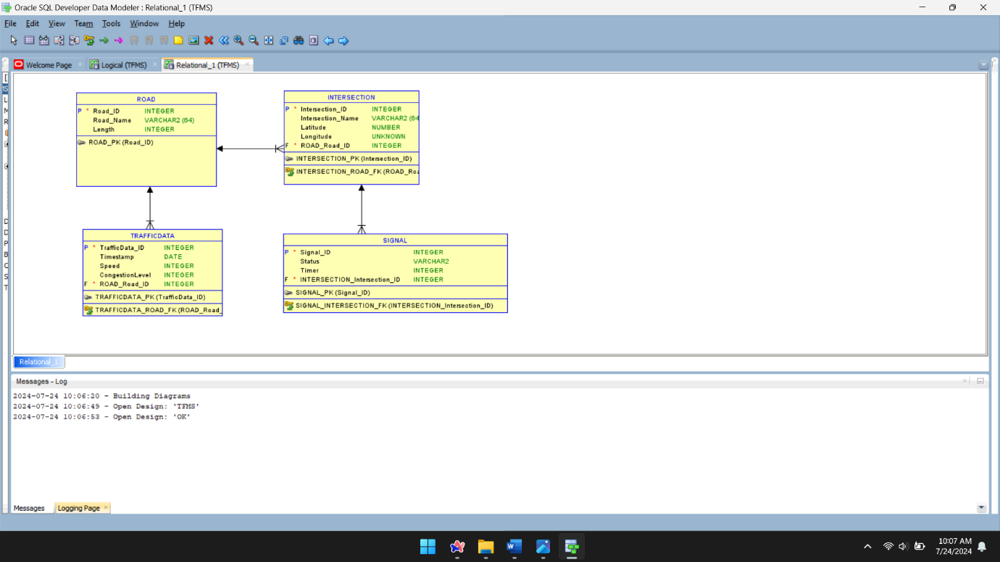 Oracle SQL Developer Data Modeler : Relational_1 (TFMS)
File Edit View Team Tools Window Help
Welcome Page Logical (TFMS) Relational_1 (TFMS)
ROAD
P * Road_ID INTEGER
Road_Name VARCHAR2 (64)
Length INTEGER
ROAD_PK (Road_ID)
INTERSECTION
P * Intersection_ID INTEGER
Intersection_Name VARCHAR2 (64
Latitude NUMBER
Longitude UNKNOWN
F * ROAD_Road_ID INTEGER
INTERSECTION_PK (Intersection_ID)
INTERSECTION_ROAD_FK (ROAD_Roa
TRAFFICDATA
P * TrafficData_ID INTEGER
Timestamp DATE
Speed INTEGER
CongestionLevel INTEGER
F * ROAD_Road_ID INTEGER
TRAFFICDATA_PK (TrafficData_ID)
TRAFFICDATA_ROAD_FK (ROAD_Road_
SIGNAL
P * Signal_ID INTEGER
Status VARCHAR2
Timer INTEGER
F * INTERSECTION_Intersection_ID INTEGER
SIGNAL_PK (Signal_ID)
SIGNAL_INTERSECTION_FK (INTERSECTION_Intersection_ID)
Relational_1
Messages - Log
2024-07-24 10:06:20 - Building Diagrams
2024-07-24 10:06:49 - Open Design: 'TFMS'
2024-07-24 10:06:53 - Open Design: 'OK'
Messages Logging Page
10:07 AM
7/24/2024